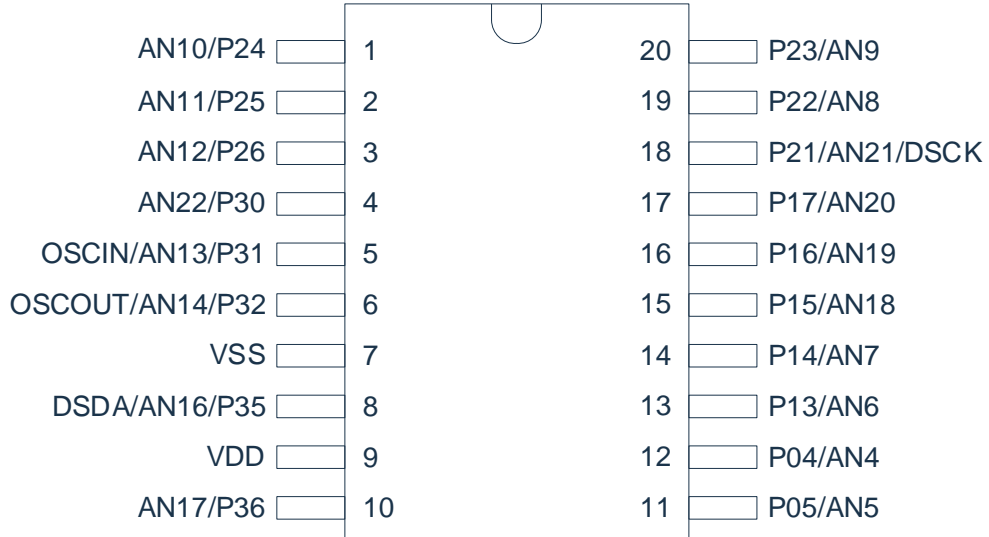 AN10/P24 1 20 P23/AN9
AN11/P25 2 19 P22/AN8
AN12/P26 3 18 P21/AN21/DSCK
AN22/P30 4 17 P17/AN20
OSCIN/AN13/P31 5 16 P16/AN19
OSCOUT/AN14/P32 6 15 P15/AN18
VSS 7 14 P14/AN7
DSDA/AN16/P35 8 13 P13/AN6
VDD 9 12 P04/AN4
AN17/P36 10 11 P05/AN5